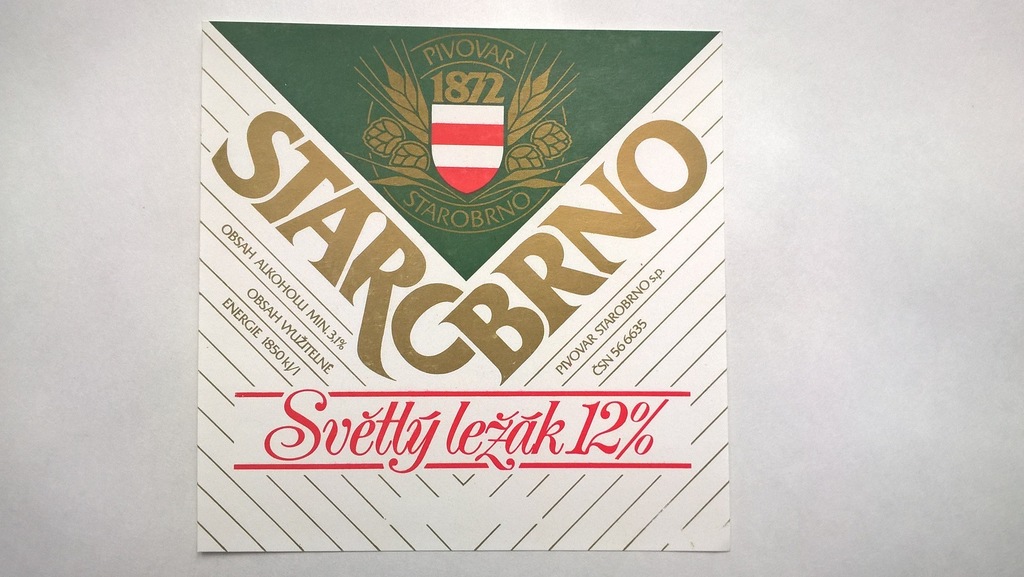 PIVOVAR
1872
STAROBRNO
STAROBRNO
OBSAH ALKOHOLU MIN. 3,1%
OBSAH VYUŽITELNÉ
ENERGIE 1850 kJ/l
PIVOVAR STAROBRNO s.p.
ČSN 56 6635
Světlý ležák 12%